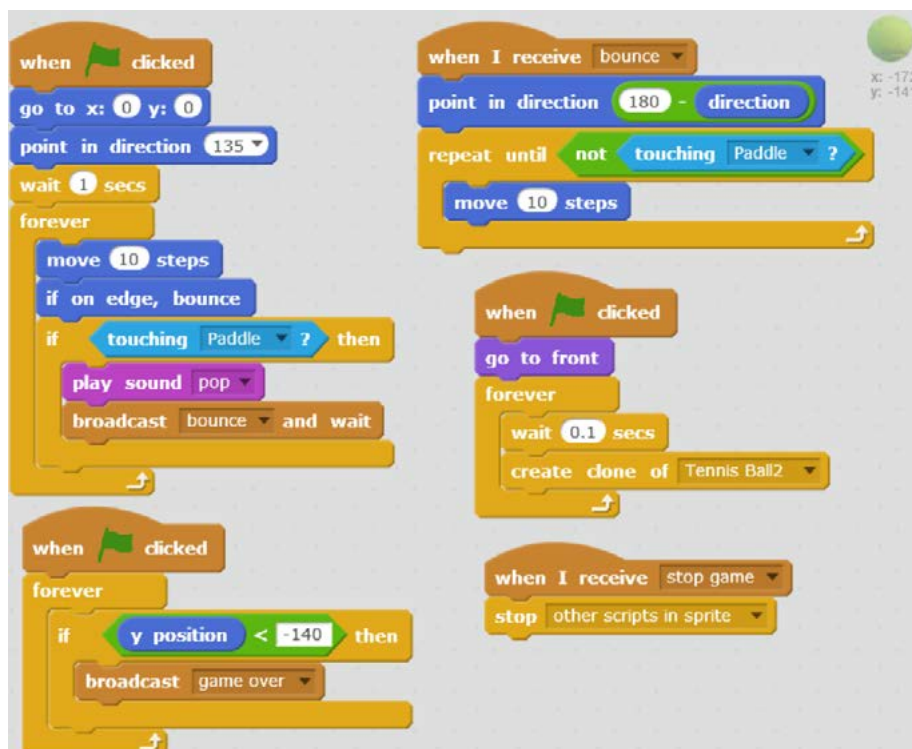 when clicked
go to x: 0 y: 0
point in direction 135
wait 1 secs
forever
move 10 steps
if on edge, bounce
if touching Paddle ? then
play sound pop
broadcast bounce and wait
when clicked
forever
if y position < -140 then
broadcast game over
when I receive bounce
point in direction 180 - direction
repeat until not touching Paddle ?
move 10 steps
when clicked
go to front
forever
wait 0.1 secs
create clone of Tennis Ball2
when I receive stop game
stop other scripts in sprite
x: -172
y: -141